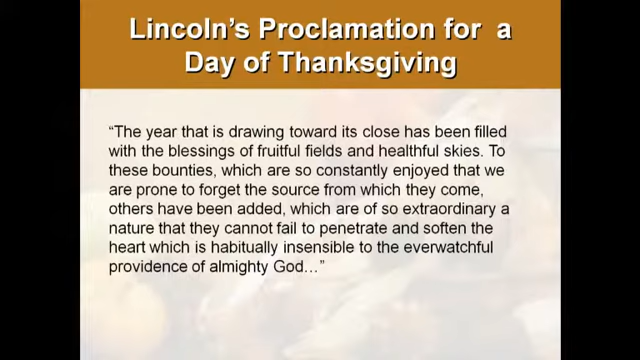 Lincoln's Proclamation for a
Day of Thanksgiving
“The year that is drawing toward its close has been filled
with the blessings of fruitful fields and healthful skies. To
these bounties, which are so constantly enjoyed that we
are prone to forget the source from which they come,
others have been added, which are of so extraordinary a
nature that they cannot fail to penetrate and soften the
heart which is habitually insensible to the everwatchful
providence of almighty God…”